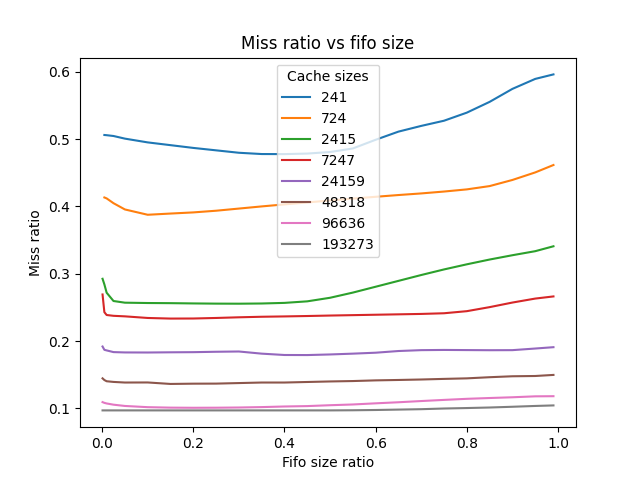 Miss ratio vs fifo size
Cache sizes
241
724
2415
7247
24159
48318
96636
193273
Miss ratio
0.6
0.5
0.4
0.3
0.2
0.1
0.0 0.2 0.4 0.6 0.8 1.0
Fifo size ratio